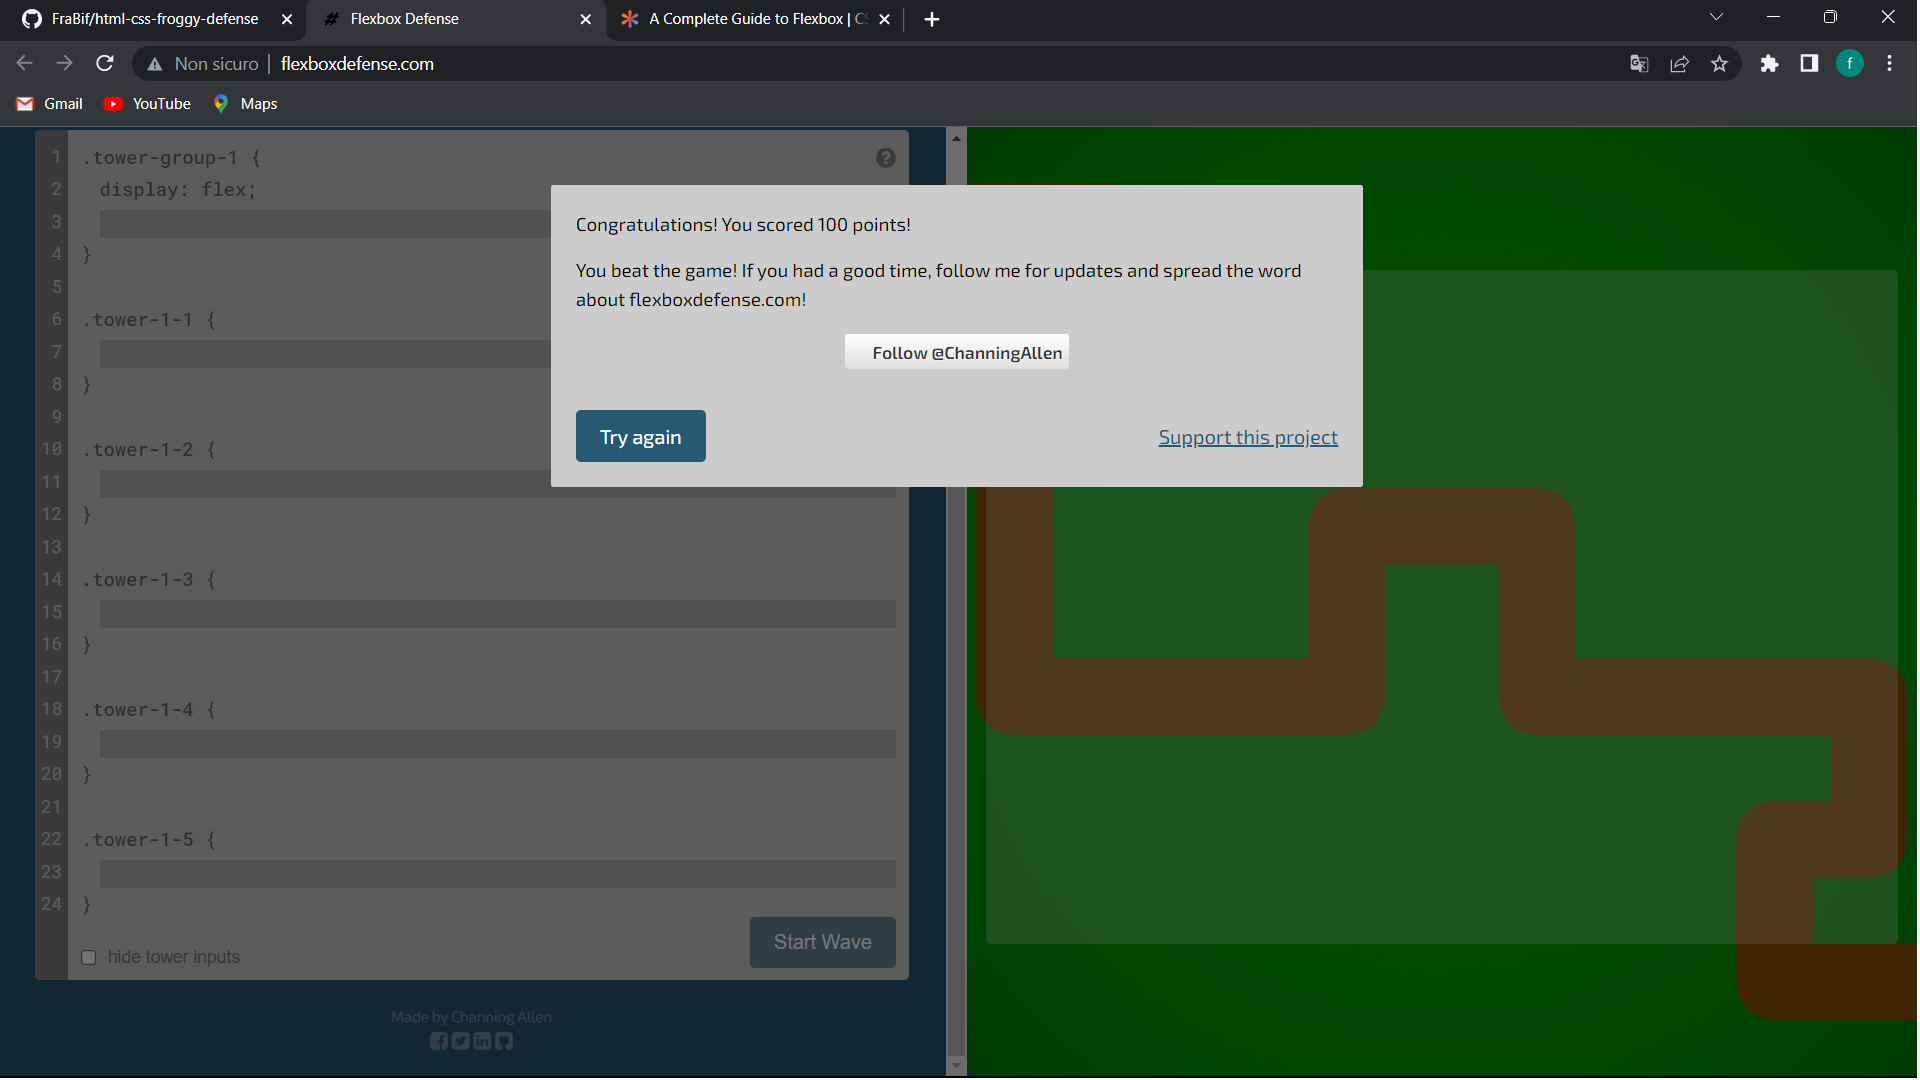 FraBif/html-css-froggy-defense
Flexbox Defense
A Complete Guide to Flexbox | CS
Non sicuro
flexboxdefense.com
f
Gmail
YouTube
Maps
1 .tower-group-1 {
2 display: flex;
3
4 }
5
6 .tower-1-1 {
7
8 }
9
10 .tower-1-2 {
11
12 }
13
14 .tower-1-3 {
15
16 }
17
18 .tower-1-4 {
19
20 }
21
22 .tower-1-5 {
23
24 }
?
Congratulations! You scored 100 points!
You beat the game! If you had a good time, follow me for updates and spread the word
about flexboxdefense.com!
Follow @ChanningAllen
Try again
Support this project
Start Wave
hide tower inputs
Made by Channing Allen